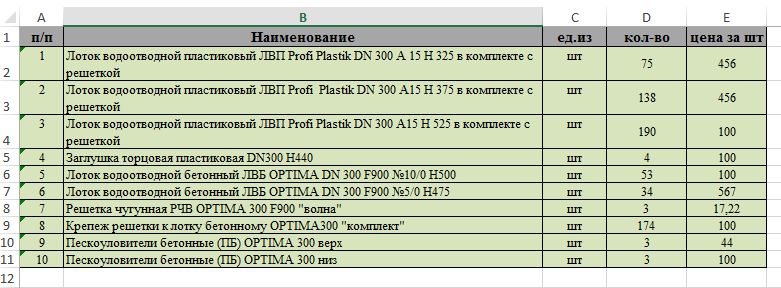 A B C D E
1 п/п Наименование ед.из кол-во цена за шт
2 1 Лоток водоотводной пластиковый ЛВП Profi Plastik DN 300 А 15 Н 325 в комплекте с шт 75 456
решеткой
3 2 Лоток водоотводной пластиковый ЛВП Profi Plastik DN 300 А15 Н 375 в комплекте с шт 138 456
решеткой
4 3 Лоток водоотводной пластиковый ЛВП Profi Plastik DN 300 А15 Н 525 в комплекте с шт 190 100
решеткой
5 4 Заглушка торцовая пластиковая DN300 H440 шт 4 100
6 5 Лоток водоотводной бетонный ЛВБ OPTIMA DN 300 F900 №10/0 H500 шт 53 100
7 6 Лоток водоотводной бетонный ЛВБ OPTIMA DN 300 F900 №5/0 H475 шт 34 567
8 7 Решетка чугунная РЧВ OPTIMA 300 F900 "волна" шт 3 17,22
9 8 Крепеж решетки к лотку бетонному OPTIMA300 "комплект" шт 174 100
10 9 Пескоуловители бетонные (ПБ) OPTIMA 300 верх шт 3 44
11 10 Пескоуловители бетонные (ПБ) OPTIMA 300 низ шт 3 100
12